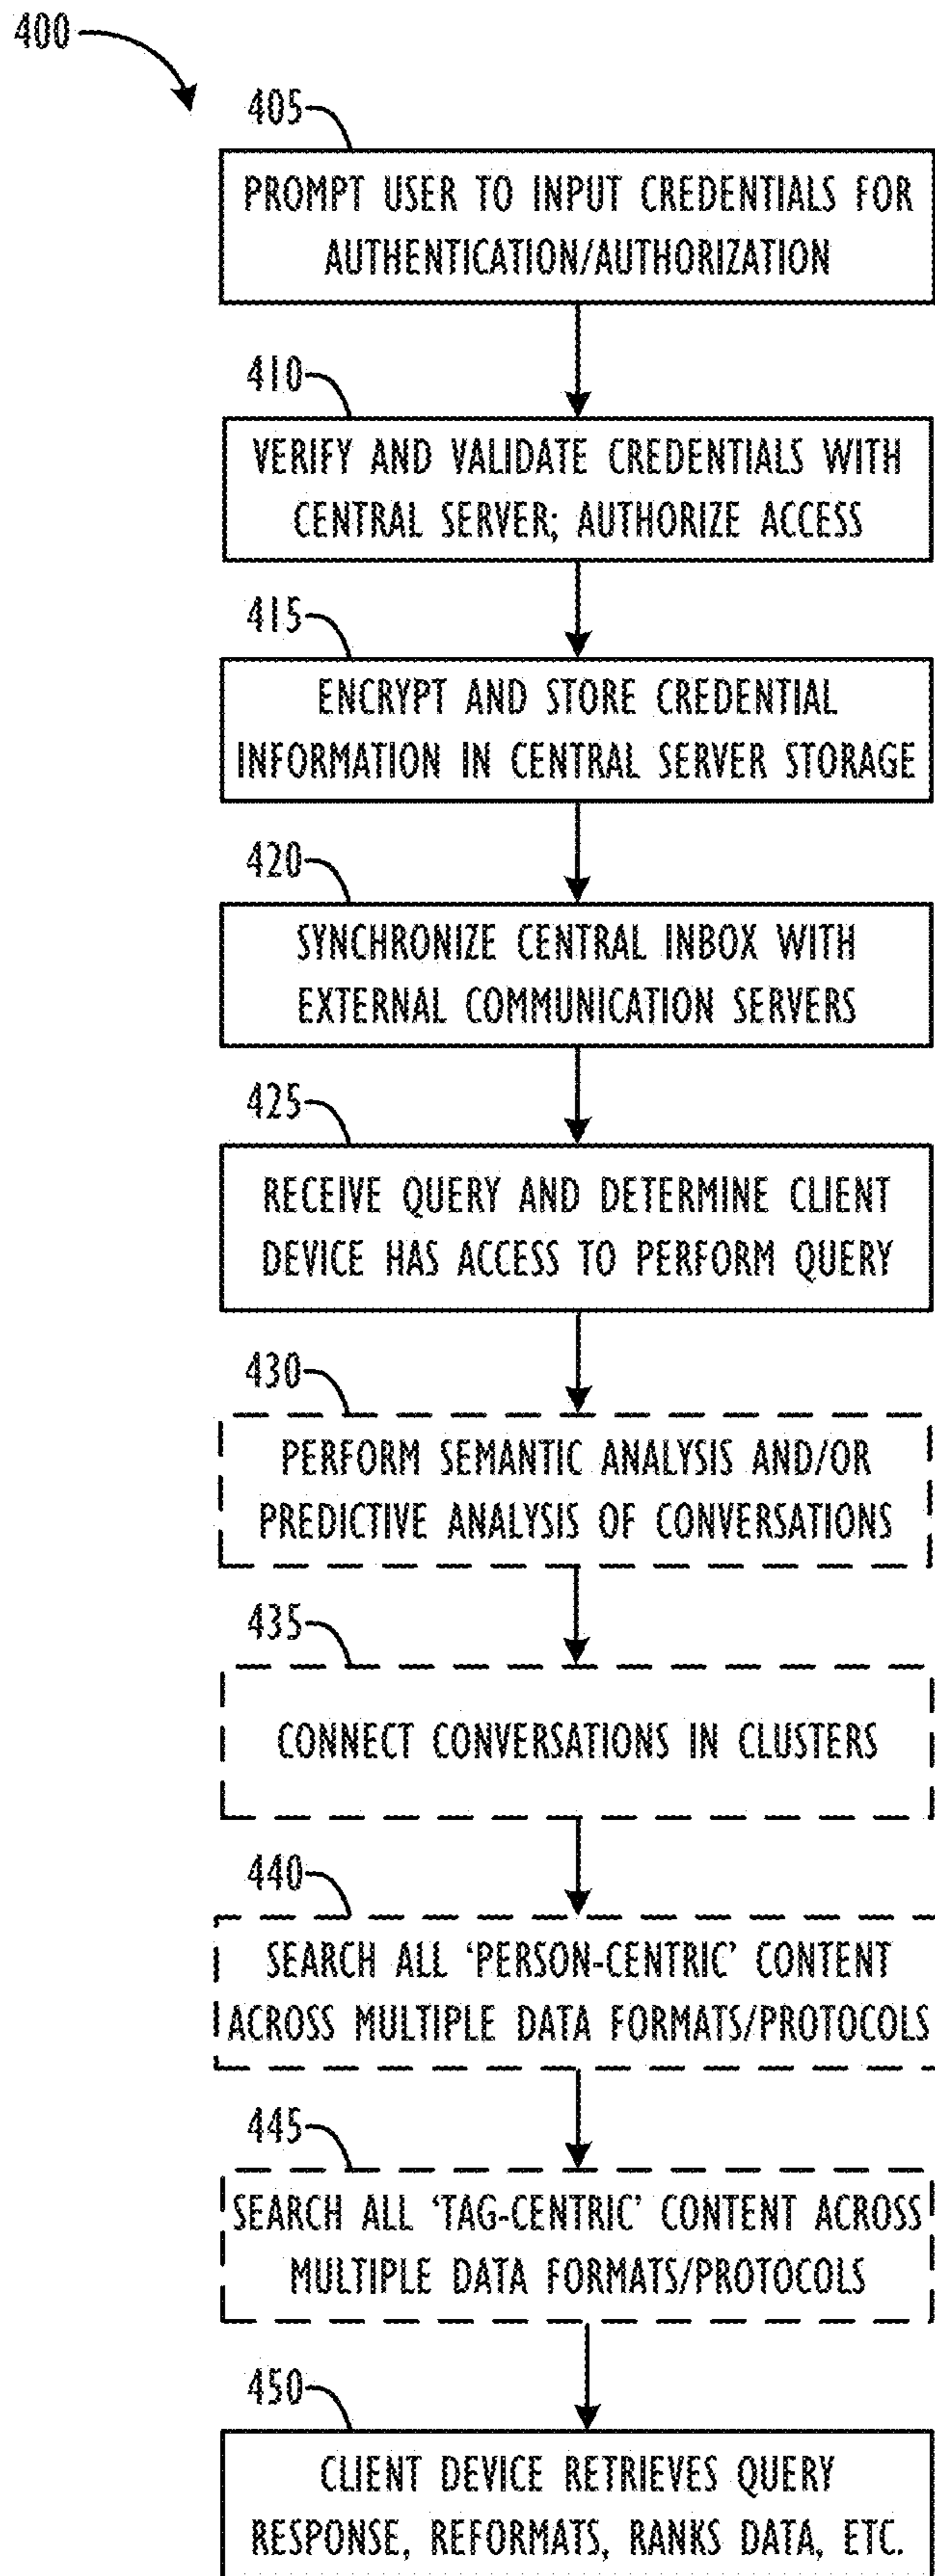 400
405
PROMPT USER TO INPUT CREDENTIALS FOR
AUTHENTICATION/AUTHORIZATION
410
VERIFY AND VALIDATE CREDENTIALS WITH
CENTRAL SERVER; AUTHORIZE ACCESS
415
ENCRYPT AND STORE CREDENTIAL
INFORMATION IN CENTRAL SERVER STORAGE
420
SYNCHRONIZE CENTRAL INBOX WITH
EXTERNAL COMMUNICATION SERVERS
425
RECEIVE QUERY AND DETERMINE CLIENT
DEVICE HAS ACCESS TO PERFORM QUERY
430
PERFORM SEMANTIC ANALYSIS AND/OR
PREDICTIVE ANALYSIS OF CONVERSATIONS
435
CONNECT CONVERSATIONS IN CLUSTERS
440
SEARCH ALL ‘PERSON-CENTRIC’ CONTENT
ACROSS MULTIPLE DATA FORMATS/PROTOCOLS
445
SEARCH ALL ‘TAG-CENTRIC’ CONTENT ACROSS
MULTIPLE DATA FORMATS/PROTOCOLS
450
CLIENT DEVICE RETRIEVES QUERY
RESPONSE, REFORMATS, RANKS DATA, ETC.